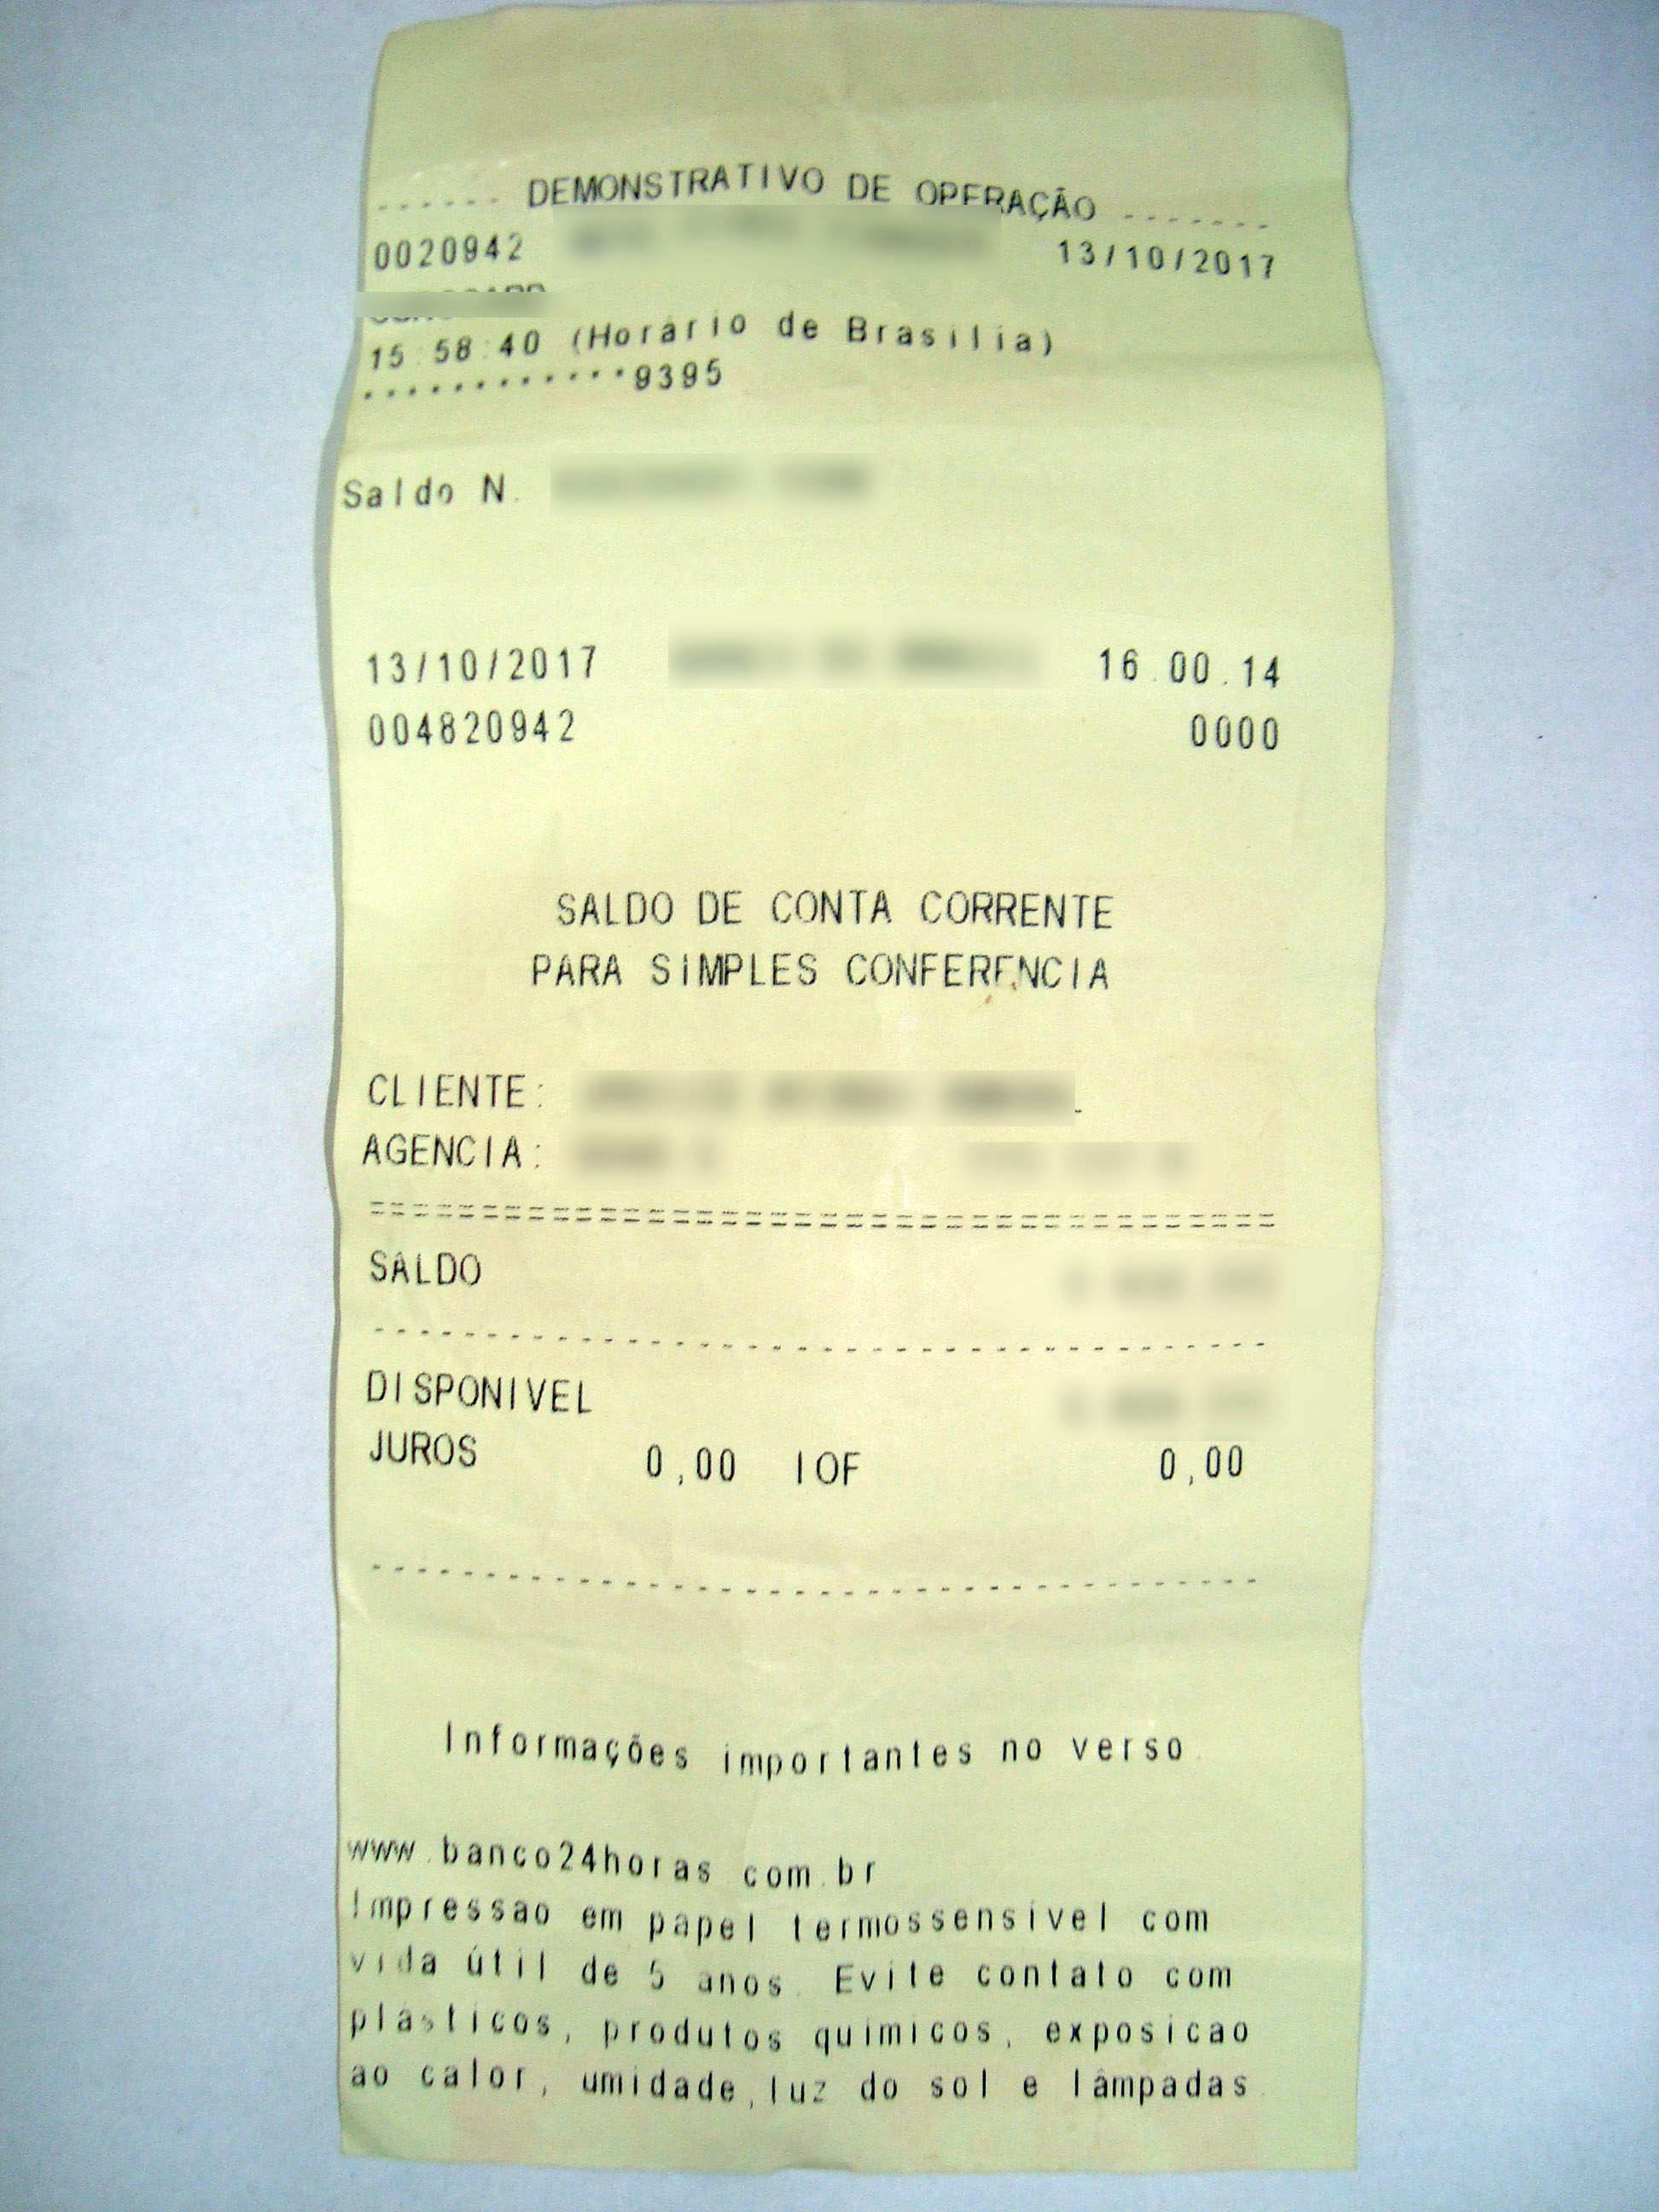 ------ DEMONSTRATIVO DE OPERAÇÃO -------
0020942 13/10/2017
15:58:40 (Horário de Brasília)
************9395
Saldo N.
13/10/2017 16.00.14
004820942 0000
SALDO DE CONTA CORRENTE
PARA SIMPLES CONFERENCIA
CLIENTE:
AGENCIA:
SALDO
DISPONIVEL
JUROS 0,00 IOF 0,00
Informações importantes no verso.
www.banco24horas.com.br
Impressao em papel termossensível com
vida útil de 5 anos. Evite contato com
plásticos, produtos químicos, exposicao
ao calor, umidade, luz do sol e lâmpadas.